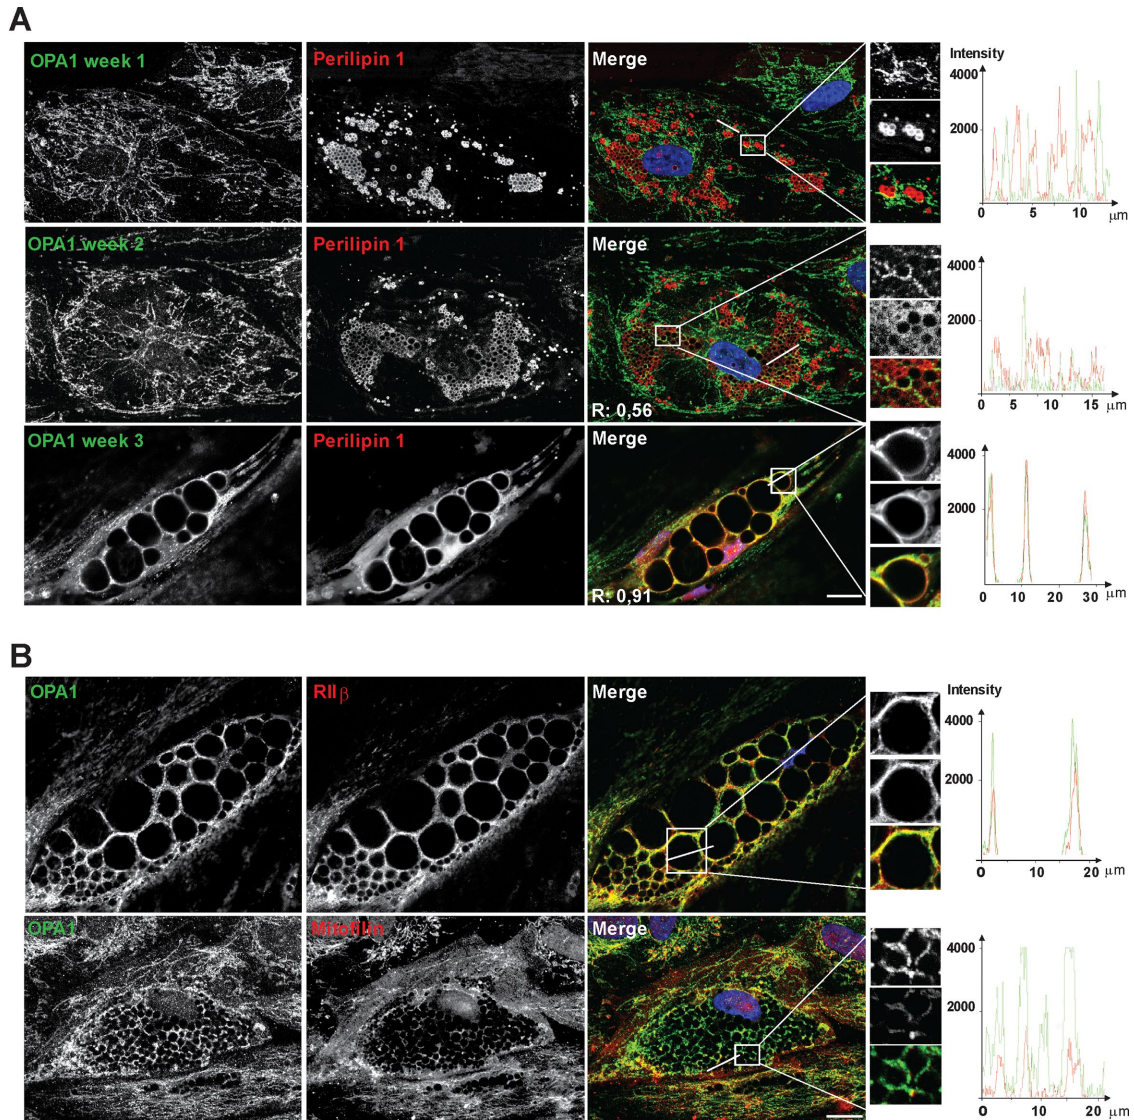 A
OPA1 week 1
Perilipin 1
Merge
Intensity
4000
2000
0
5
10
μm
OPA1 week 2
Perilipin 1
Merge
R: 0,56
4000
2000
0
5
10
15
μm
OPA1 week 3
Perilipin 1
Merge
R: 0,91
4000
2000
0
10
20
30
μm
B
OPA1
RIIβ
Merge
Intensity
4000
2000
0
10
20
μm
OPA1
Mitofilin
Merge
4000
2000
0
10
20
μm